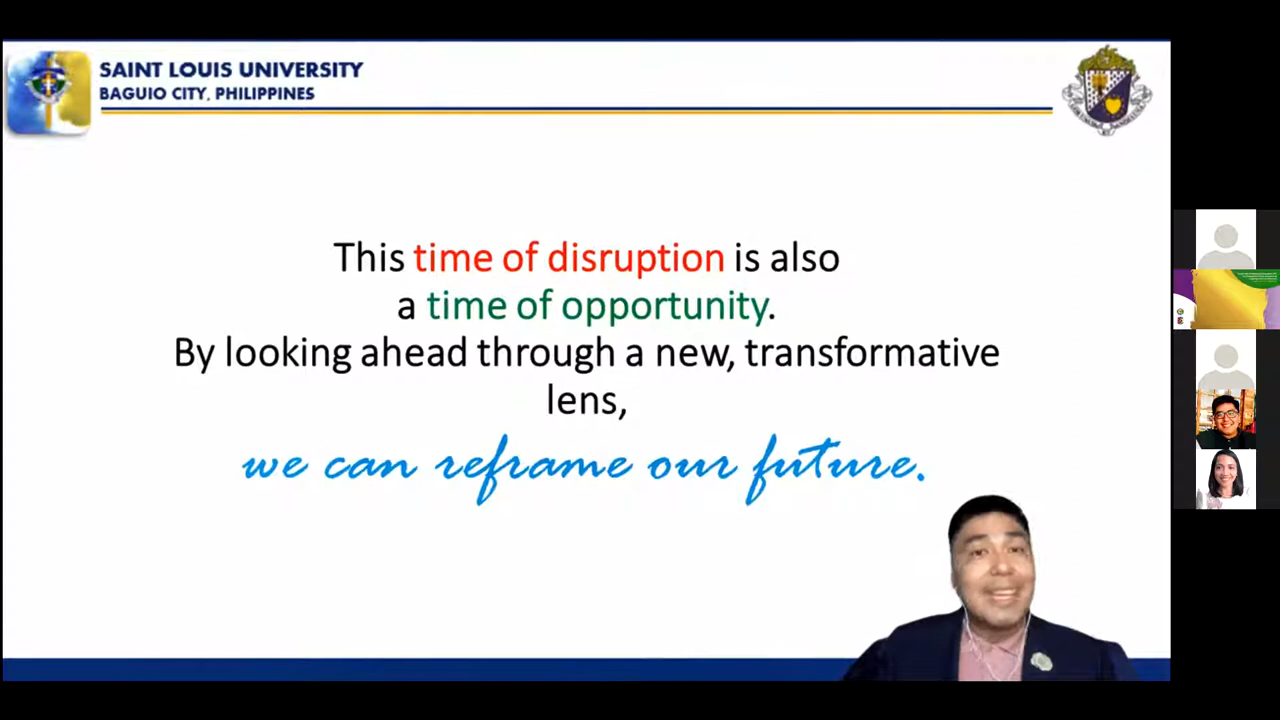 SAINT LOUIS UNIVERSITY
BAGUIO CITY, PHILIPPINES
This time of disruption is also
a time of opportunity.
By looking ahead through a new, transformative
lens,
we can reframe our future.